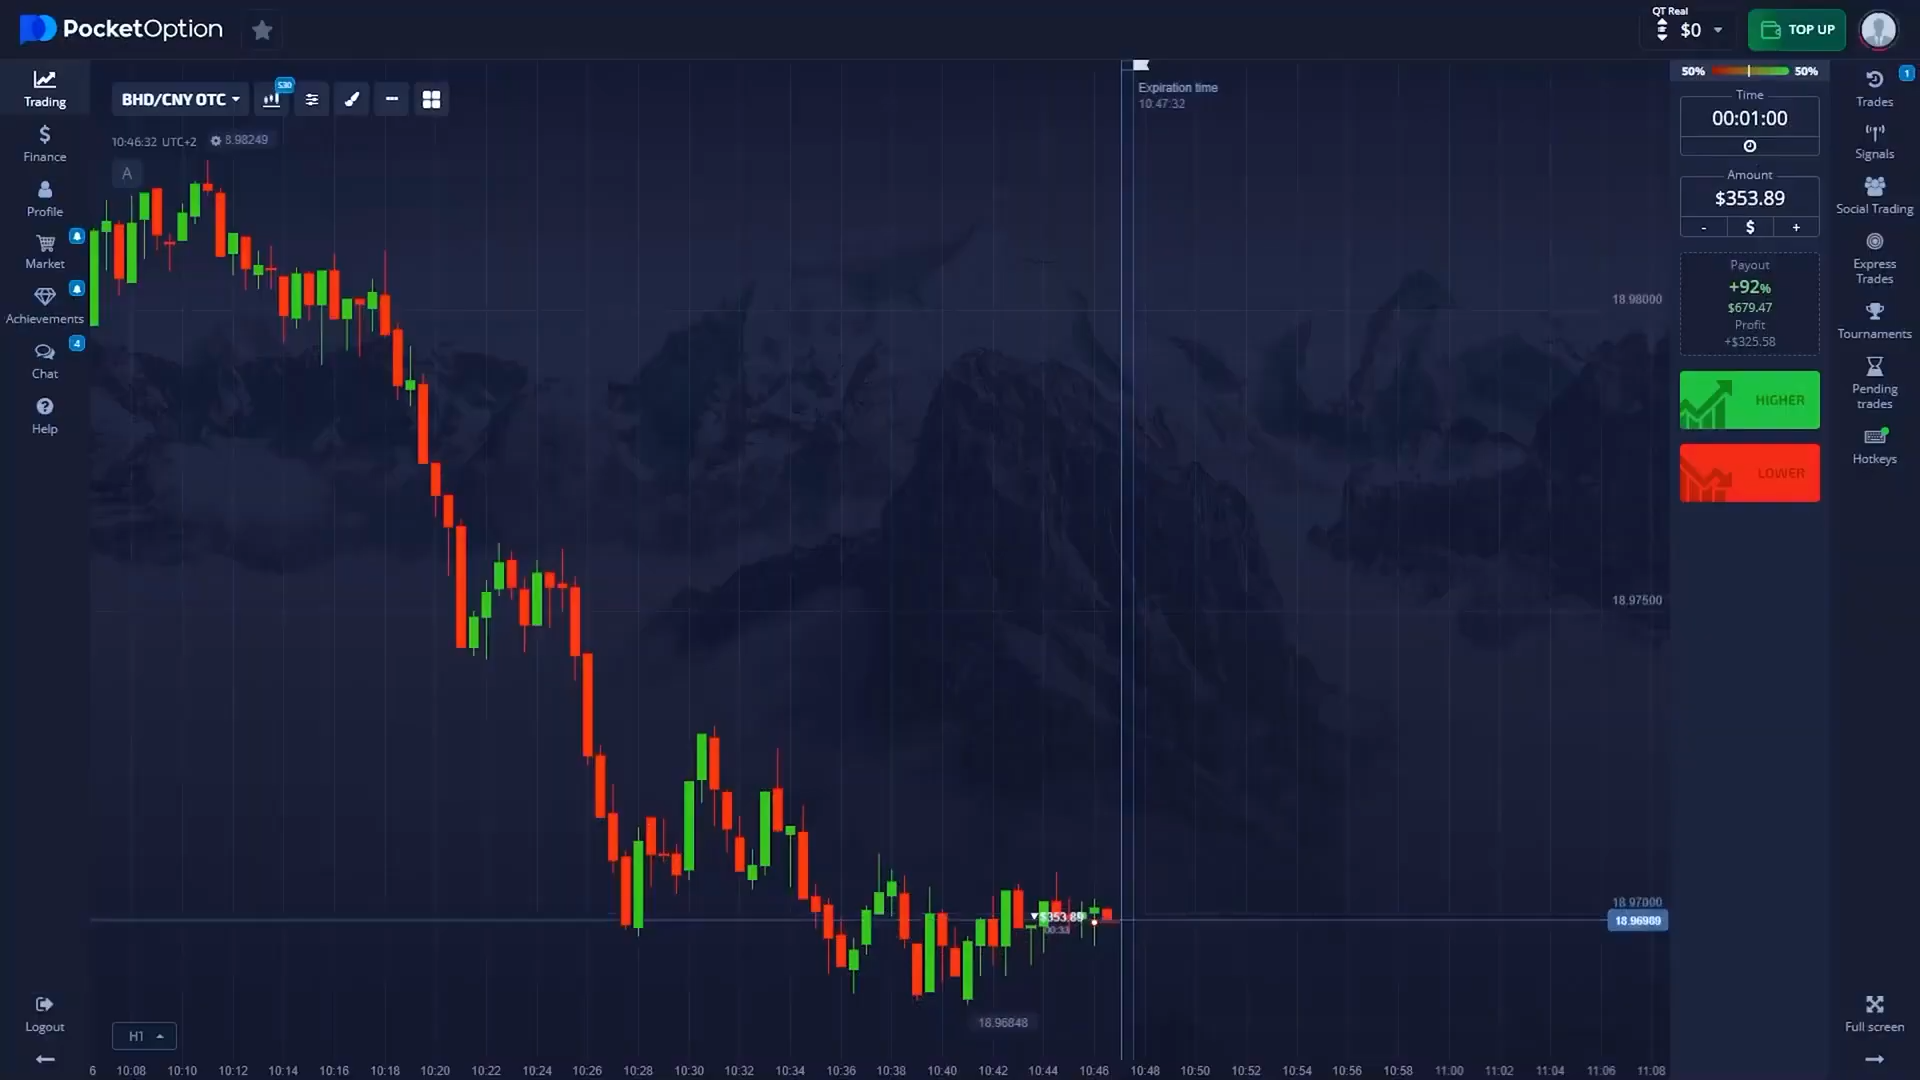 PocketOption
QT Real
$0
TOP UP
Trading
Finance
Profile
Market
Achievements
4
Chat
Help
Logout
BHD/CNY OTC
S30
10:46:32 UTC+2
8.98249
A
Expiration time
10:47:32
18.98000
18.97500
18.97000
18.96909
$353.89
00:33
18.96848
H1
6 10:08 10:10 10:12 10:14 10:16 10:18 10:20 10:22 10:24 10:26 10:28 10:30 10:32 10:34 10:36 10:38 10:40 10:42 10:44 10:46 10:48 10:50 10:52 10:54 10:56 10:58 11:00 11:02 11:04 11:06 11:08
50% 50%
Time
00:01:00
Amount
$353.89
- $ +
Payout
+92%
$679.47
Profit
+$325.58
HIGHER
LOWER
1
Trades
Signals
Social Trading
Express
Trades
Tournaments
Pending
trades
Hotkeys
Full screen